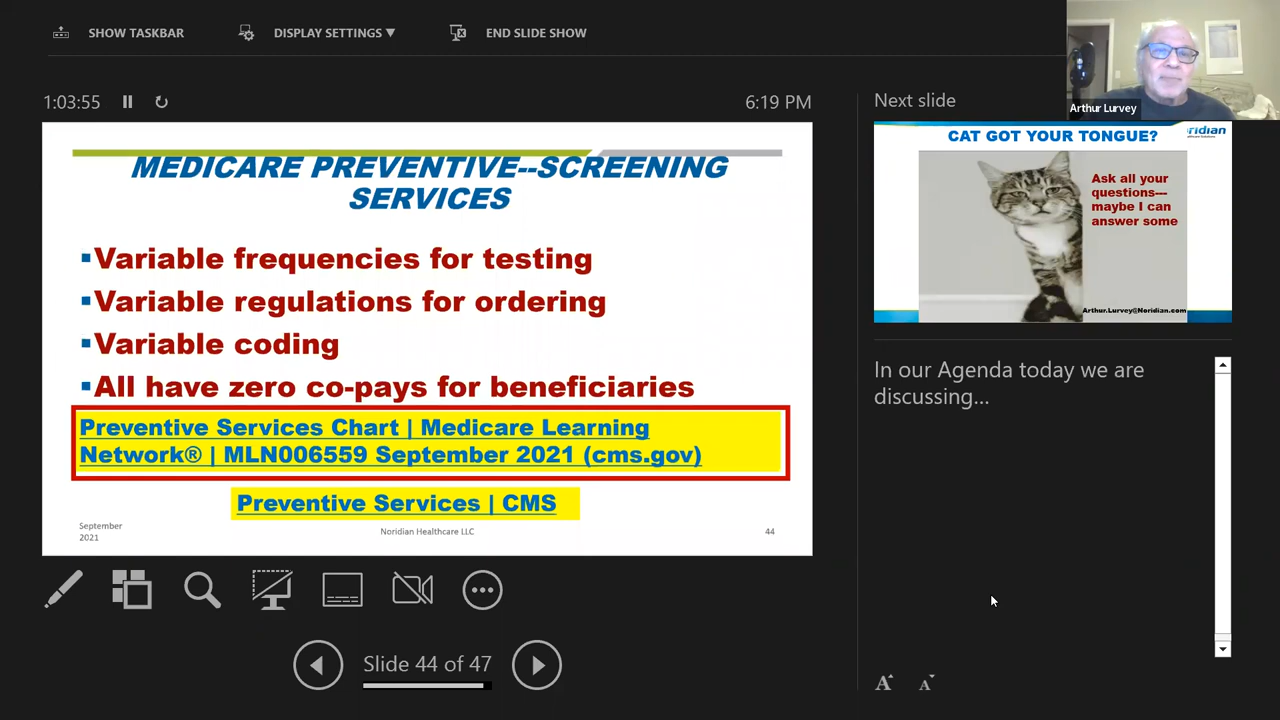 SHOW TASKBAR
DISPLAY SETTINGS ▼
END SLIDE SHOW
Arthur Lurvey
1:03:55
6:19 PM
MEDICARE PREVENTIVE--SCREENING
SERVICES
▪Variable frequencies for testing
▪Variable regulations for ordering
▪Variable coding
▪All have zero co-pays for beneficiaries
Preventive Services Chart | Medicare Learning
Network® | MLN006559 September 2021 (cms.gov)
Preventive Services | CMS
September
2021
Noridian Healthcare LLC
44
Slide 44 of 47
Next slide
CAT GOT YOUR TONGUE?
ridian
Ask all your
questions---
maybe I can
answer some
Arthur.Lurvey@Noridian.com
In our Agenda today we are
discussing...
A A